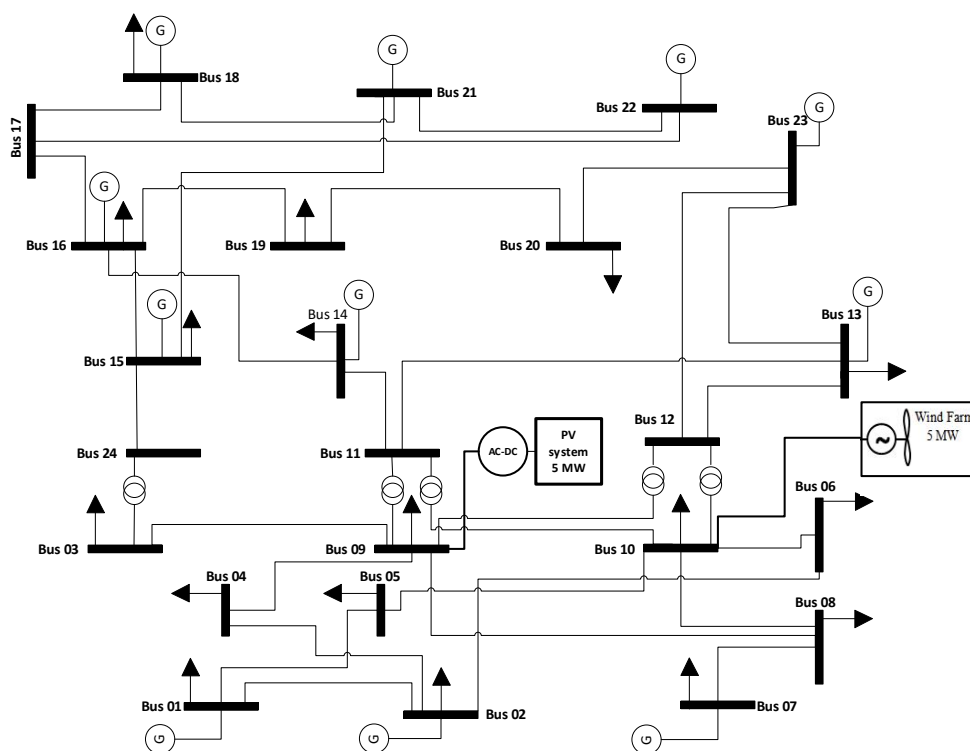 G
G
G
Bus 18
Bus 21
Bus 22
G
Bus 23
Bus 17
G
Bus 16
Bus 19
Bus 20
G
Bus 14
G
G
Bus 13
Bus 15
Wind Farm
5 MW
~
Bus 12
Bus 24
Bus 11
AC-DC
PV
system
5 MW
Bus 06
Bus 03
Bus 09
Bus 10
Bus 04
Bus 05
Bus 08
Bus 01
Bus 02
Bus 07
G
G
G